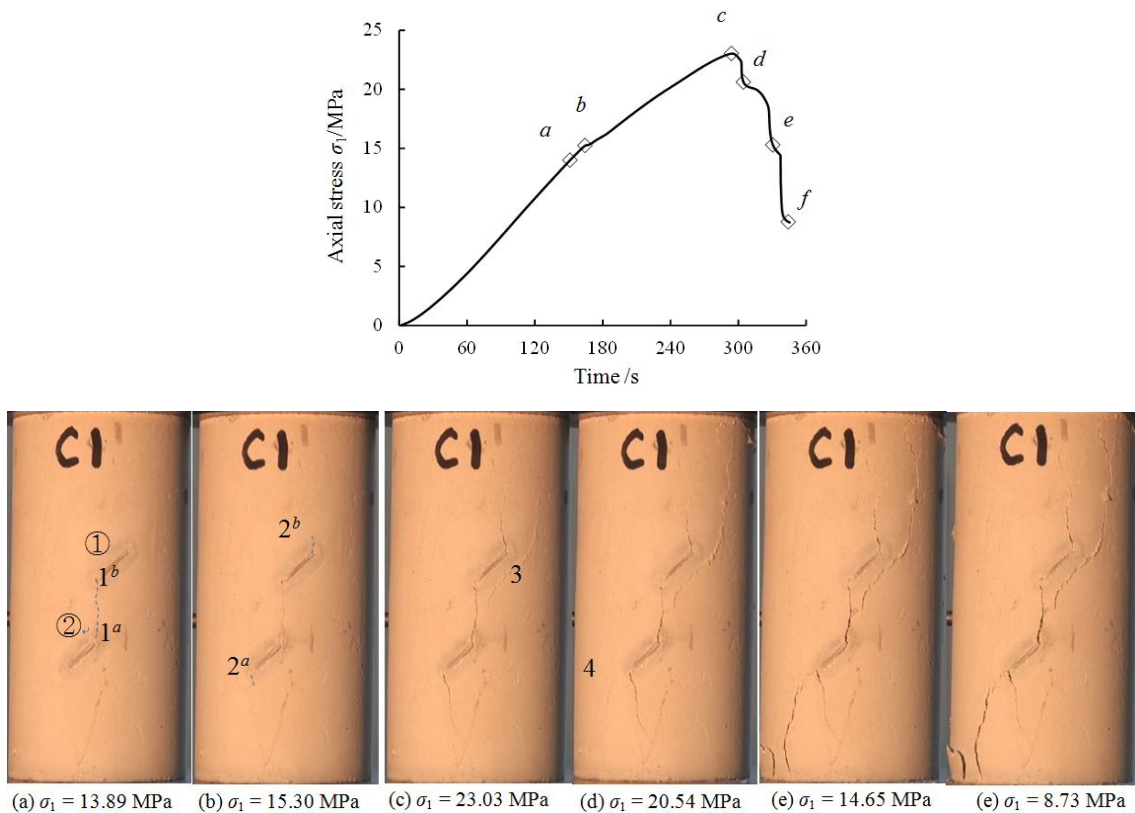 c
25
d
20
b
e
a
15
10
f
5
0
Axial stress σ1/MPa
0 60 120 180 240 300 360
Time /s
C1 C1 C1 C1 C1 C1
2ᵇ
①
1ᵇ
3
②
1ᵃ
2ᵃ
4
(a) σ1 = 13.89 MPa (b) σ1 = 15.30 MPa (c) σ1 = 23.03 MPa (d) σ1 = 20.54 MPa (e) σ1 = 14.65 MPa (e) σ1 = 8.73 MPa